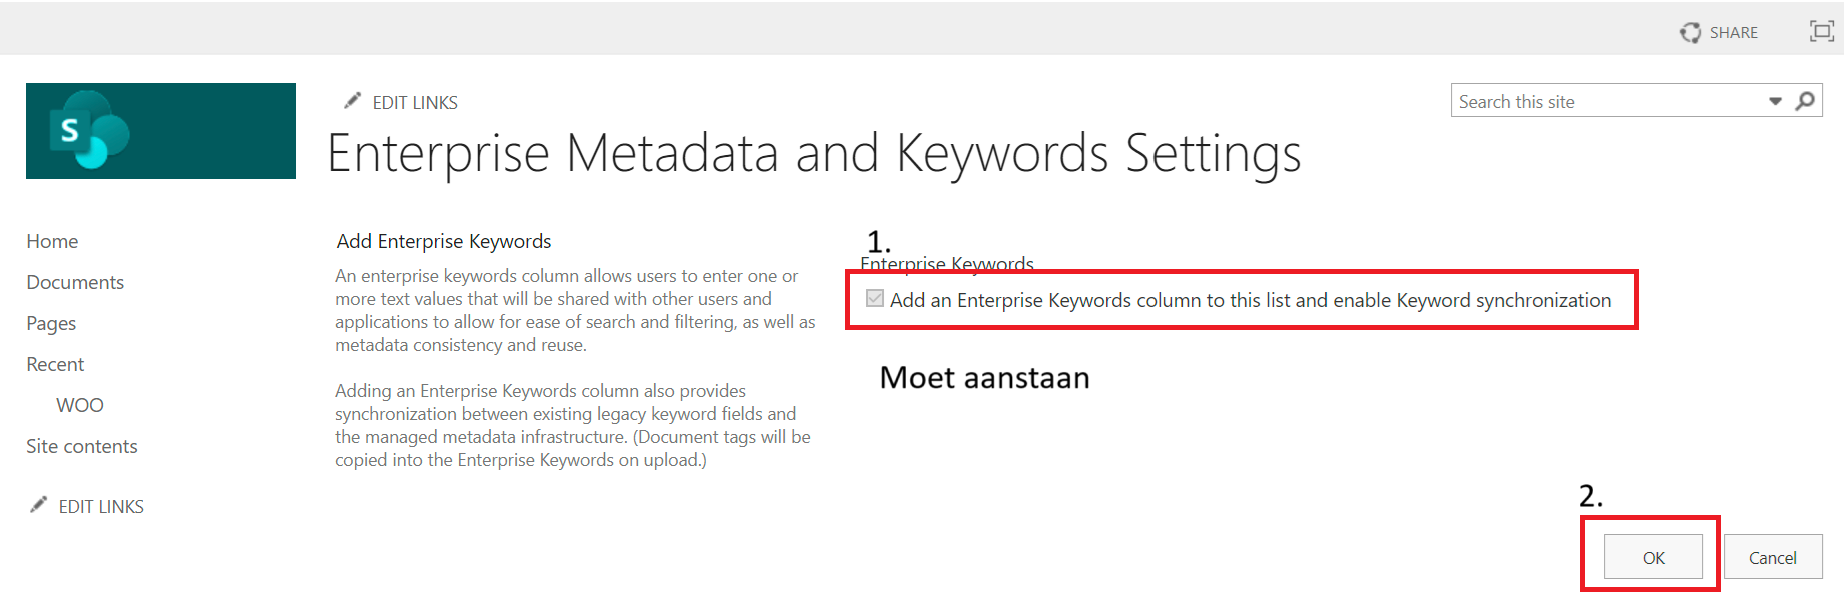 SHARE
EDIT LINKS
Search this site
S
Enterprise Metadata and Keywords Settings
Home
Documents
Pages
Recent
WOO
Site contents
EDIT LINKS
Add Enterprise Keywords
An enterprise keywords column allows users to enter one or
more text values that will be shared with other users and
applications to allow for ease of search and filtering, as well as
metadata consistency and reuse.
Adding an Enterprise Keywords column also provides
synchronization between existing legacy keyword fields and
the managed metadata infrastructure. (Document tags will be
copied into the Enterprise Keywords on upload.)
1.
Enterprise Keywords
Add an Enterprise Keywords column to this list and enable Keyword synchronization
Moet aanstaan
2.
OK
Cancel